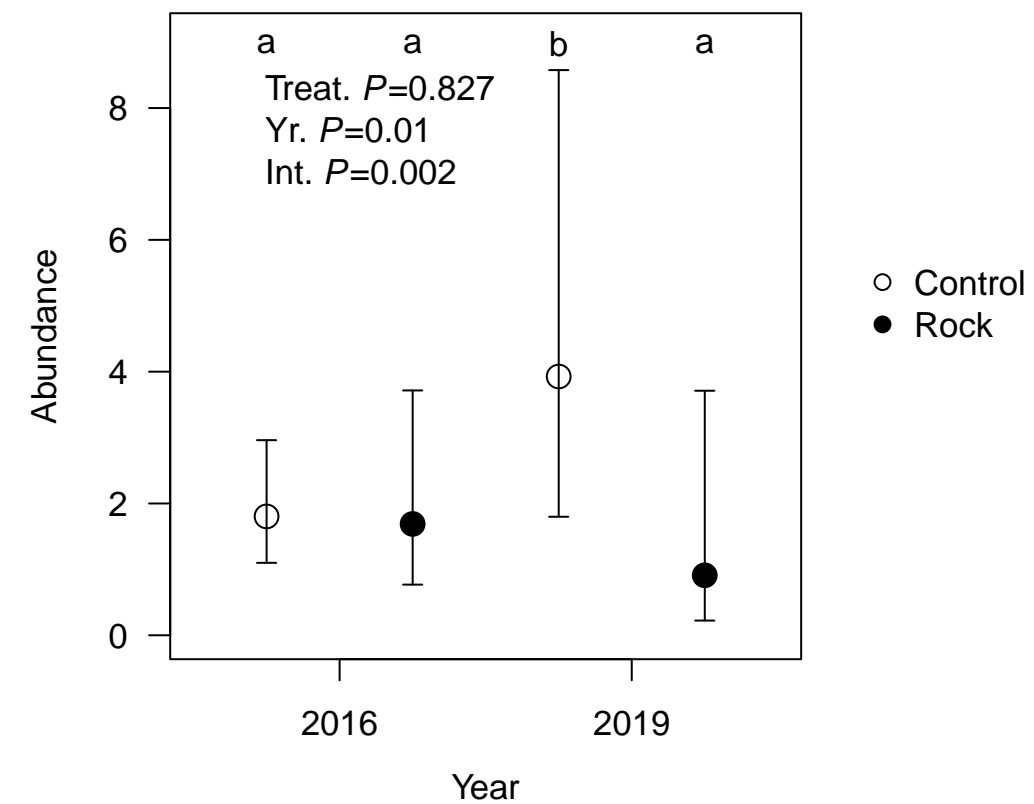 a a b a
Treat. P=0.827
Yr. P=0.01
Int. P=0.002
8
6
4
2
0
Abundance
2016 2019
Year
Control
Rock